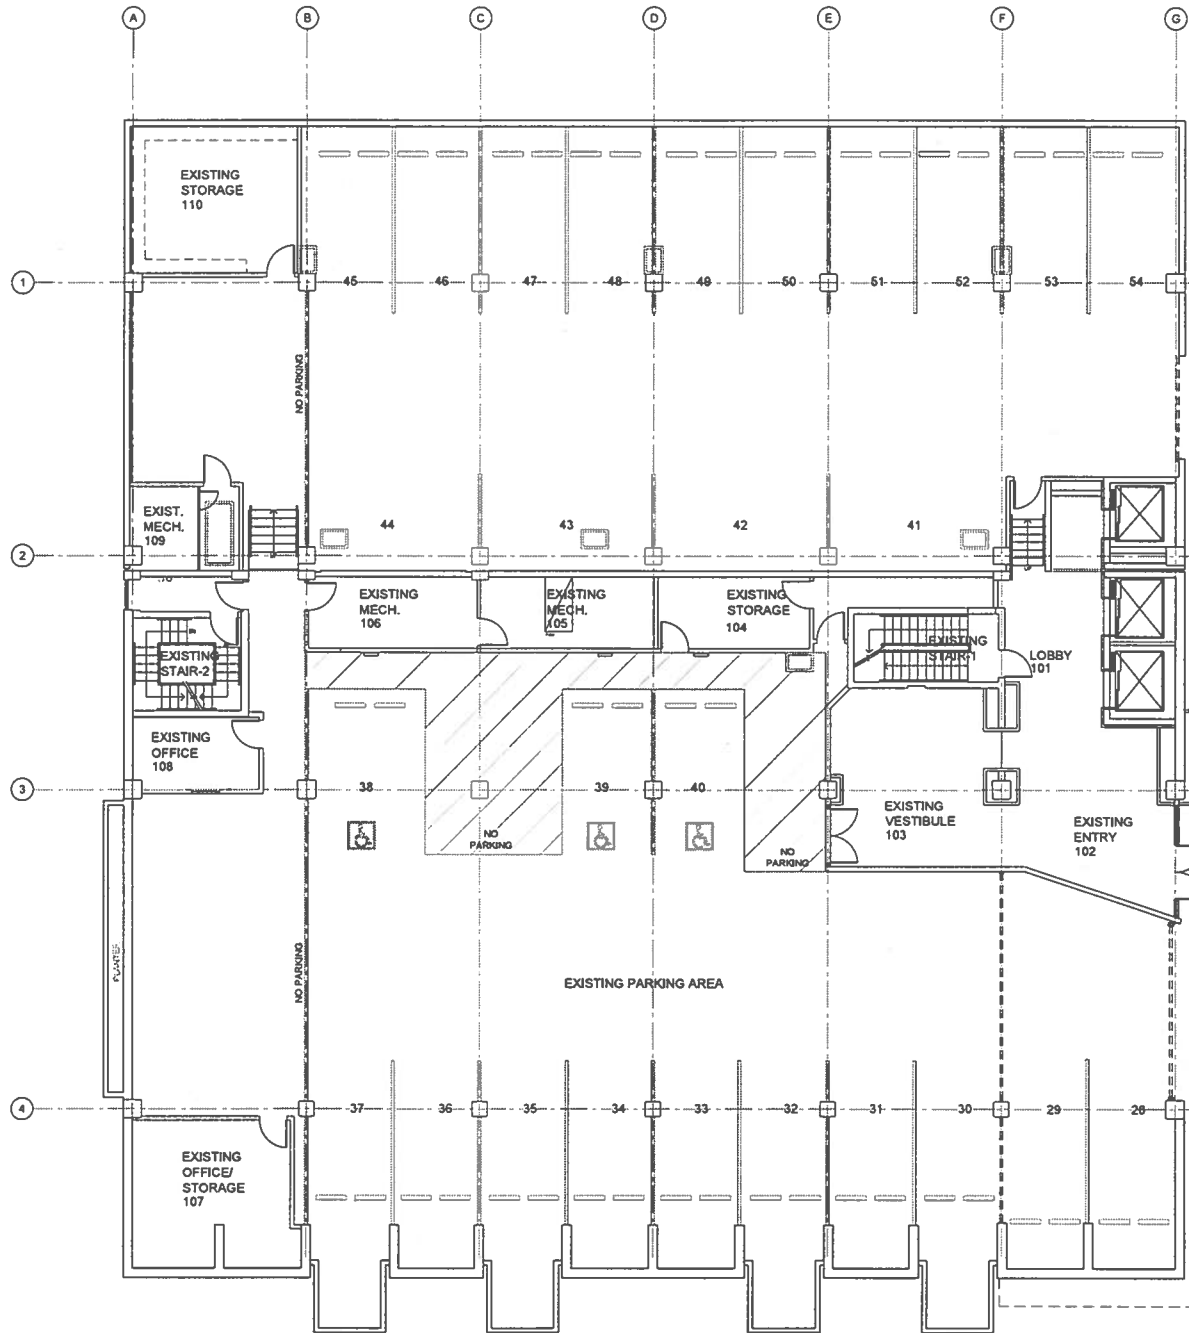 A B C D E F G
EXISTING
STORAGE
110
1
45 46 47 48 49 50 51 52 53 54
NO PARKING
EXIST.
MECH.
109
44 43 42 41
2
EXISTING
MECH.
106
EXISTING
MECH.
105
EXISTING
STORAGE
104
EXISTING
STAIR-1
LOBBY
101
EXISTING
STAIR-2
EXISTING
OFFICE
108
3
38 39 40
EXISTING
VESTIBULE
103
EXISTING
ENTRY
102
NO
PARKING
NO
PARKING
PLANTER
NO PARKING
EXISTING PARKING AREA
4
37 36 35 34 33 32 31 30 29 28
EXISTING
OFFICE/
STORAGE
107